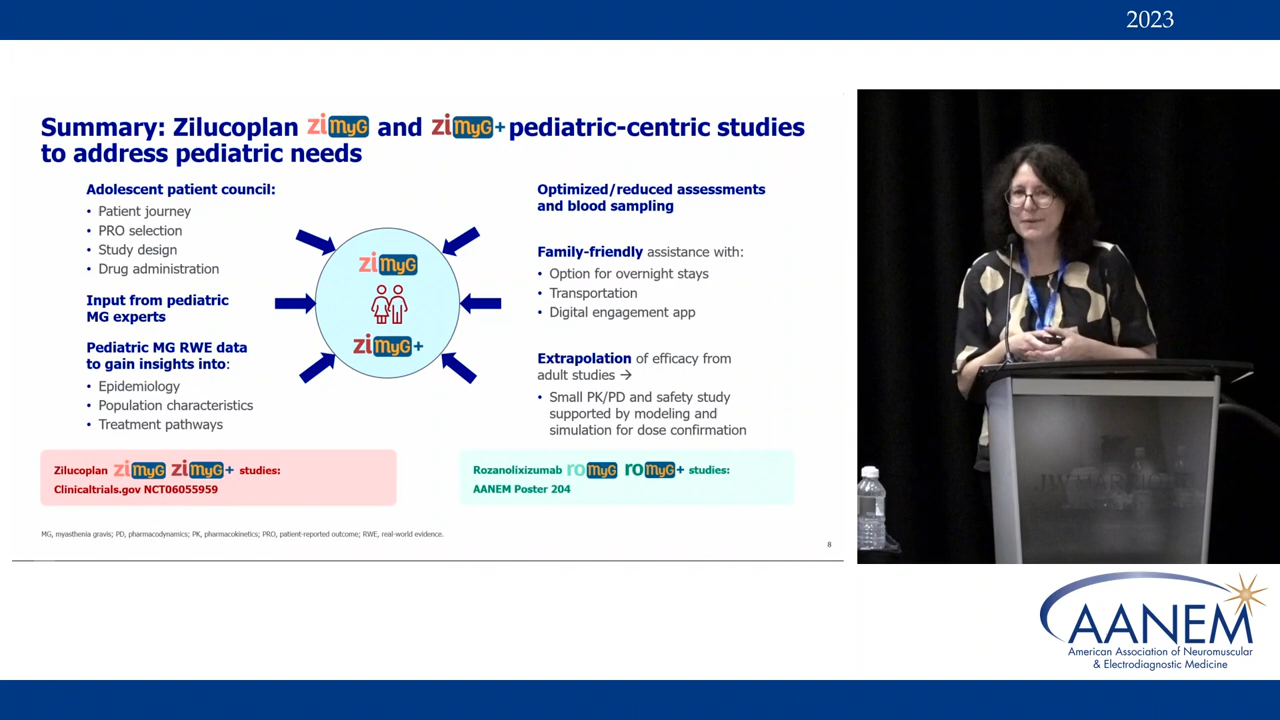 2023
Summary: Zilucoplan ziMyG and ziMyG+ pediatric-centric studies
to address pediatric needs
Adolescent patient council:
• Patient journey
• PRO selection
• Study design
• Drug administration
Input from pediatric
MG experts
Pediatric MG RWE data
to gain insights into:
• Epidemiology
• Population characteristics
• Treatment pathways
ziMyG
ziMyG+
Optimized/reduced assessments
and blood sampling
Family-friendly assistance with:
• Option for overnight stays
• Transportation
• Digital engagement app
Extrapolation of efficacy from
adult studies →
• Small PK/PD and safety study
supported by modeling and
simulation for dose confirmation
Zilucoplan ziMyG ziMyG+ studies:
Clinicaltrials.gov NCT06055959
Rozanolixizumab roMyG roMyG+ studies:
AANEM Poster 204
MG, myasthenia gravis; PD, pharmacodynamics; PK, pharmacokinetics; PRO, patient-reported outcome; RWE, real-world evidence.
8
JW MARRIOTT
AANEM
American Association of Neuromuscular
& Electrodiagnostic Medicine